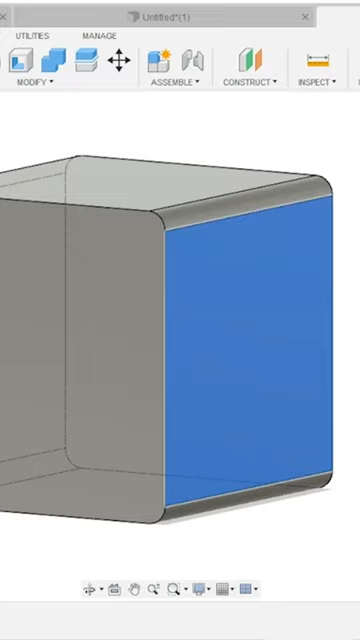 Untitled*(1)
UTILITIES MANAGE
MODIFY ASSEMBLE CONSTRUCT INSPECT